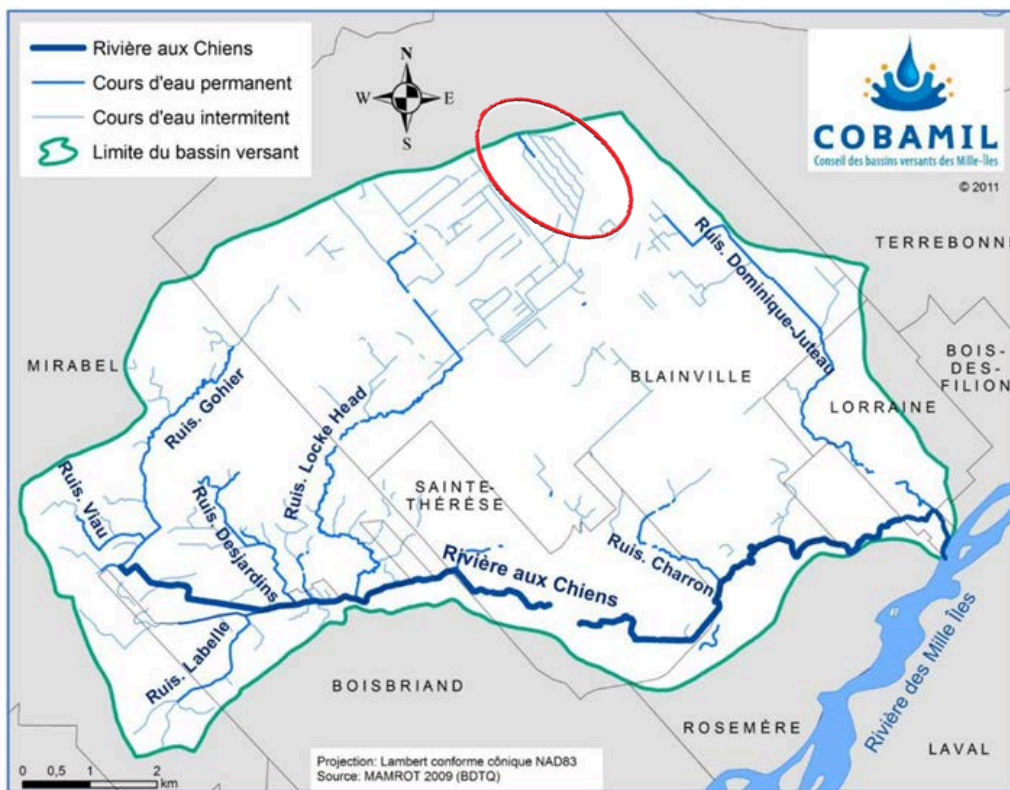 Rivière aux Chiens
Cours d'eau permanent
Cours d'eau intermitent
Limite du bassin versant
N
W
E
S
COBAMIL
Conseil des bassins versants des Mille-Îles
© 2011
TERREBONNE
Ruis. Dominique-Juteau
MIRABEL
BOIS-
DES-
FILION
BLAINVILLE
LORRAINE
Ruis. Gohier
Ruis. Locke Head
Ruis. Viau
Ruis. Desjardins
SAINTE-
THÉRÈSE
Rivière aux Chiens
Ruis. Charron
Ruis. Labelle
BOISBRIAND
ROSEMÈRE
Rivière des Mille Îles
LAVAL
0 0,5 1 2
km
Projection: Lambert conforme cônique NAD83
Source: MAMROT 2009 (BDTQ)